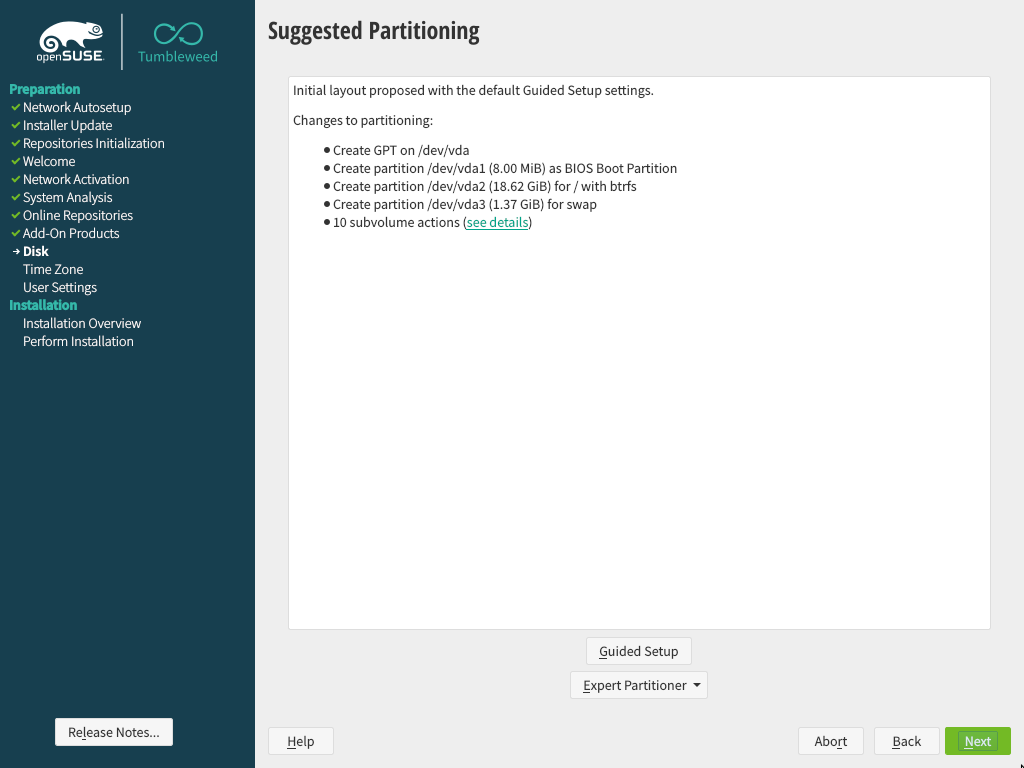 openSUSE
Tumbleweed
Preparation
Network Autosetup
Installer Update
Repositories Initialization
Welcome
Network Activation
System Analysis
Online Repositories
Add-On Products
Disk
Time Zone
User Settings
Installation
Installation Overview
Perform Installation
Release Notes...
Suggested Partitioning
Initial layout proposed with the default Guided Setup settings.
Changes to partitioning:
Create GPT on /dev/vda
Create partition /dev/vda1 (8.00 MiB) as BIOS Boot Partition
Create partition /dev/vda2 (18.62 GiB) for / with btrfs
Create partition /dev/vda3 (1.37 GiB) for swap
10 subvolume actions (see details)
Guided Setup
Expert Partitioner
Help
Abort
Back
Next